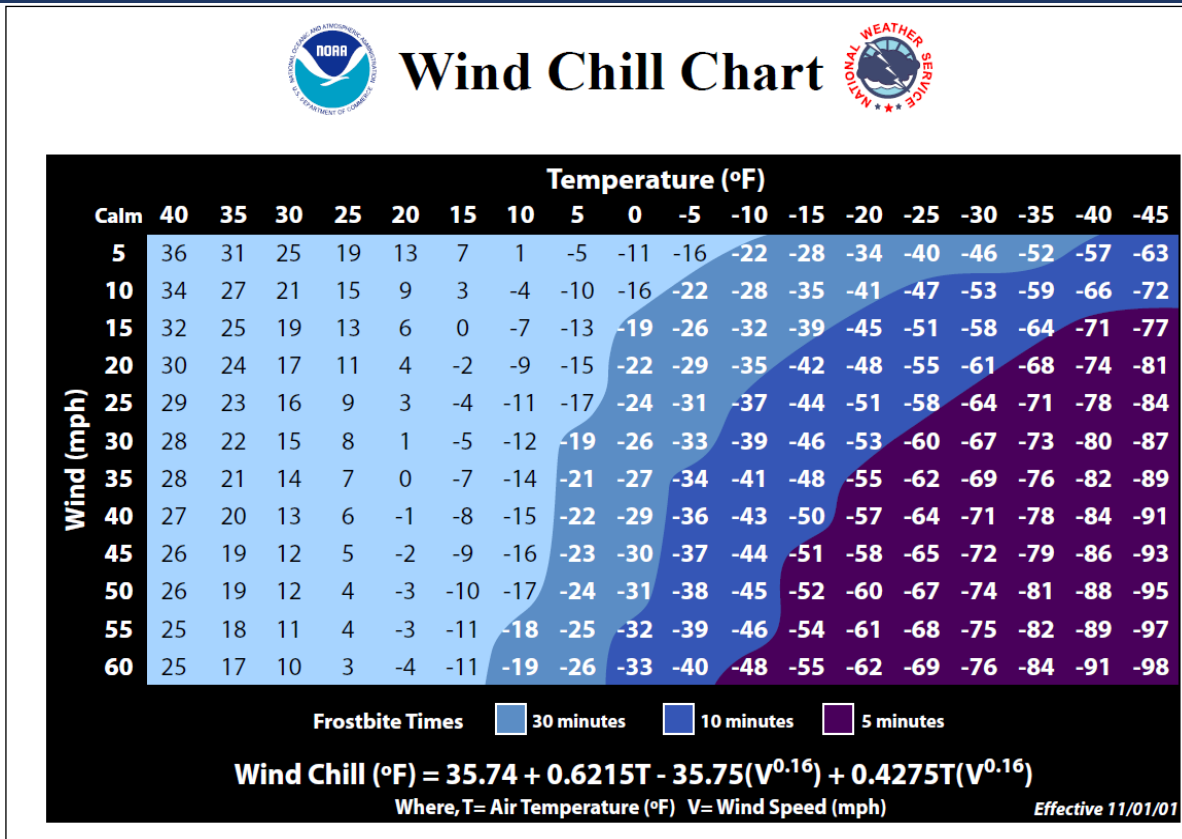 NATIONAL OCEANIC AND ATMOSPHERIC ADMINISTRATION
NOAA
U.S. DEPARTMENT OF COMMERCE
Wind Chill Chart
NATIONAL WEATHER SERVICE
Temperature (ºF)
Calm 40 35 30 25 20 15 10 5 0 -5 -10 -15 -20 -25 -30 -35 -40 -45
Wind (mph)
5 36 31 25 19 13 7 1 -5 -11 -16 -22 -28 -34 -40 -46 -52 -57 -63
10 34 27 21 15 9 3 -4 -10 -16 -22 -28 -35 -41 -47 -53 -59 -66 -72
15 32 25 19 13 6 0 -7 -13 -19 -26 -32 -39 -45 -51 -58 -64 -71 -77
20 30 24 17 11 4 -2 -9 -15 -22 -29 -35 -42 -48 -55 -61 -68 -74 -81
25 29 23 16 9 3 -4 -11 -17 -24 -31 -37 -44 -51 -58 -64 -71 -78 -84
30 28 22 15 8 1 -5 -12 -19 -26 -33 -39 -46 -53 -60 -67 -73 -80 -87
35 28 21 14 7 0 -7 -14 -21 -27 -34 -41 -48 -55 -62 -69 -76 -82 -89
40 27 20 13 6 -1 -8 -15 -22 -29 -36 -43 -50 -57 -64 -71 -78 -84 -91
45 26 19 12 5 -2 -9 -16 -23 -30 -37 -44 -51 -58 -65 -72 -79 -86 -93
50 26 19 12 4 -3 -10 -17 -24 -31 -38 -45 -52 -60 -67 -74 -81 -88 -95
55 25 18 11 4 -3 -11 -18 -25 -32 -39 -46 -54 -61 -68 -75 -82 -89 -97
60 25 17 10 3 -4 -11 -19 -26 -33 -40 -48 -55 -62 -69 -76 -84 -91 -98
Frostbite Times 30 minutes 10 minutes 5 minutes
Wind Chill (ºF) = 35.74 + 0.6215T - 35.75(V^0.16) + 0.4275T(V^0.16)
Where, T= Air Temperature (ºF) V= Wind Speed (mph) Effective 11/01/01